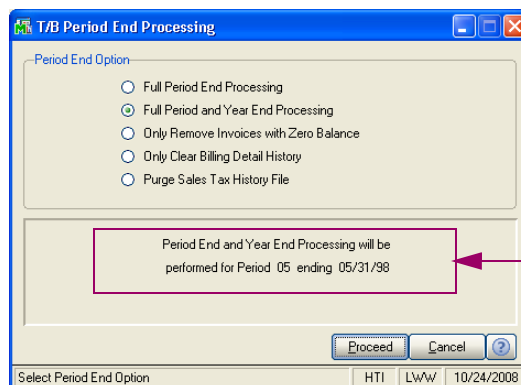 T/B Period End Processing
Period End Option
Full Period End Processing
Full Period and Year End Processing
Only Remove Invoices with Zero Balance
Only Clear Billing Detail History
Purge Sales Tax History File
Period End and Year End Processing will be
performed for Period 05 ending 05/31/98
Proceed Cancel ?
Select Period End Option HTI LWW 10/24/2008